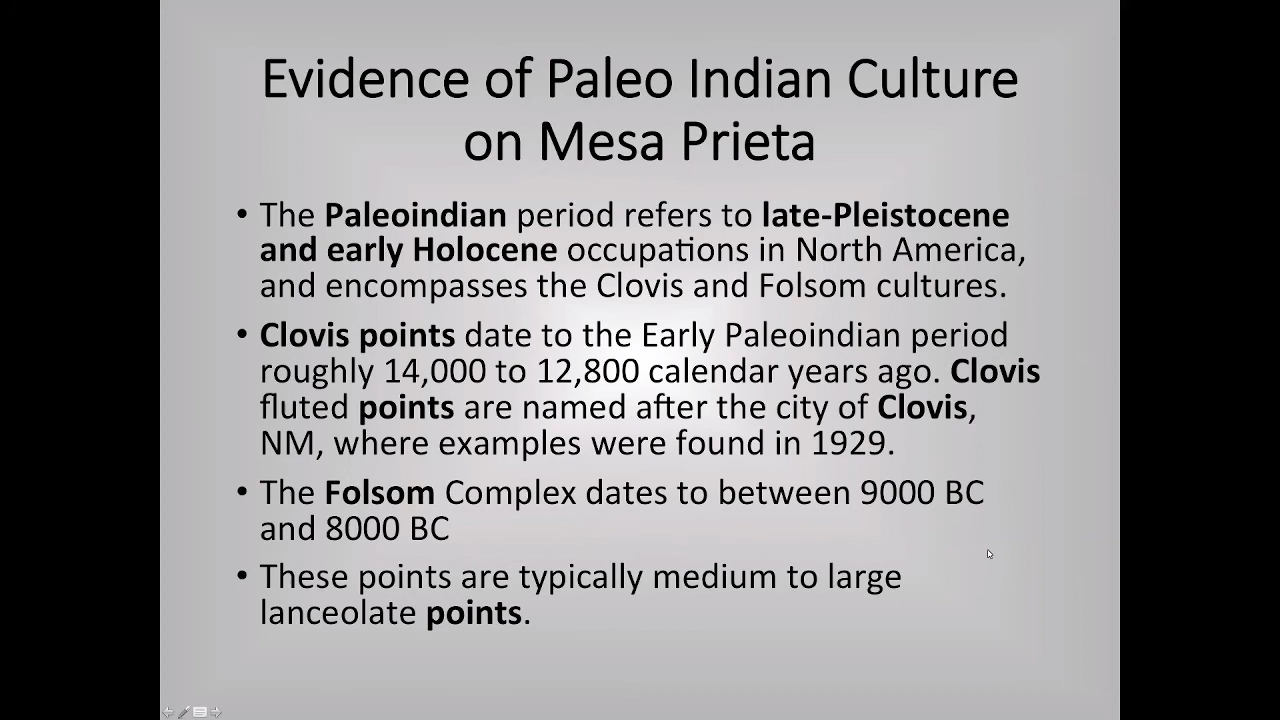 Evidence of Paleo Indian Culture
on Mesa Prieta
• The Paleoindian period refers to late-Pleistocene
and early Holocene occupations in North America,
and encompasses the Clovis and Folsom cultures.
• Clovis points date to the Early Paleoindian period
roughly 14,000 to 12,800 calendar years ago. Clovis
fluted points are named after the city of Clovis,
NM, where examples were found in 1929.
• The Folsom Complex dates to between 9000 BC
and 8000 BC
• These points are typically medium to large
lanceolate points.